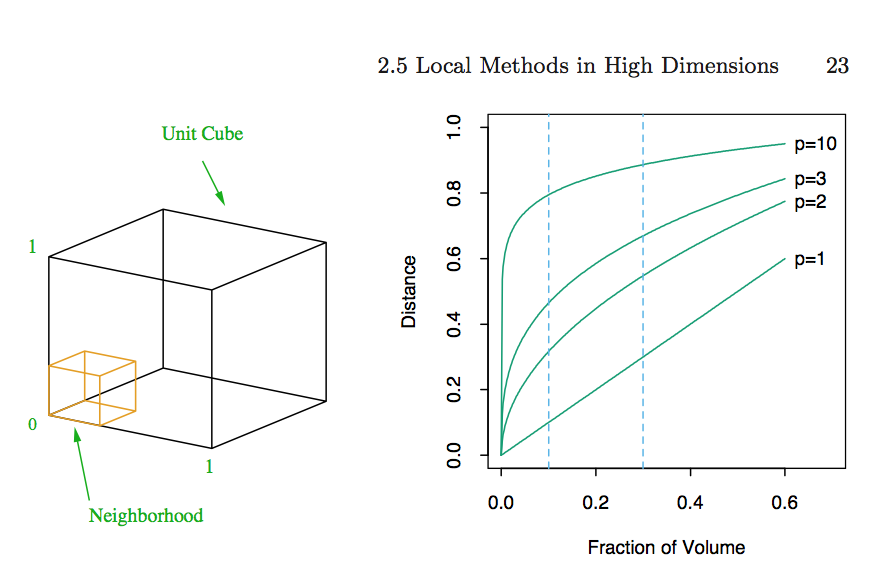 2.5 Local Methods in High Dimensions 23
Unit Cube
1
0
1
Neighborhood
1.0
0.8
0.6
0.4
0.2
0.0
Distance
p=10
p=3
p=2
p=1
0.0 0.2 0.4 0.6
Fraction of Volume